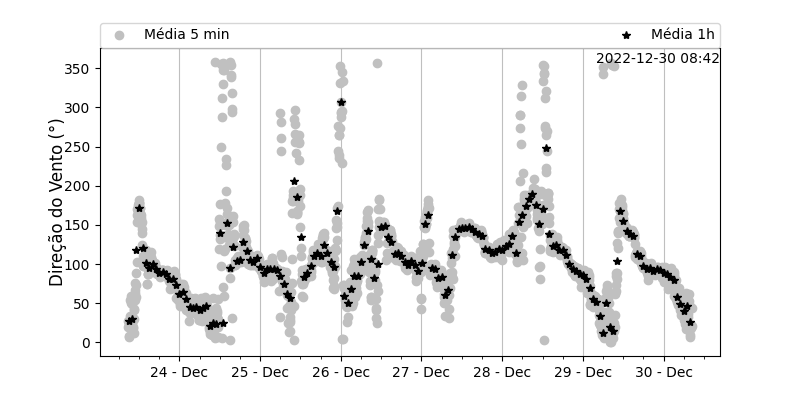 Média 5 min
Média 1h
2022-12-30 08:42
Direção do Vento (°)
350
300
250
200
150
100
50
0
24 - Dec
25 - Dec
26 - Dec
27 - Dec
28 - Dec
29 - Dec
30 - Dec